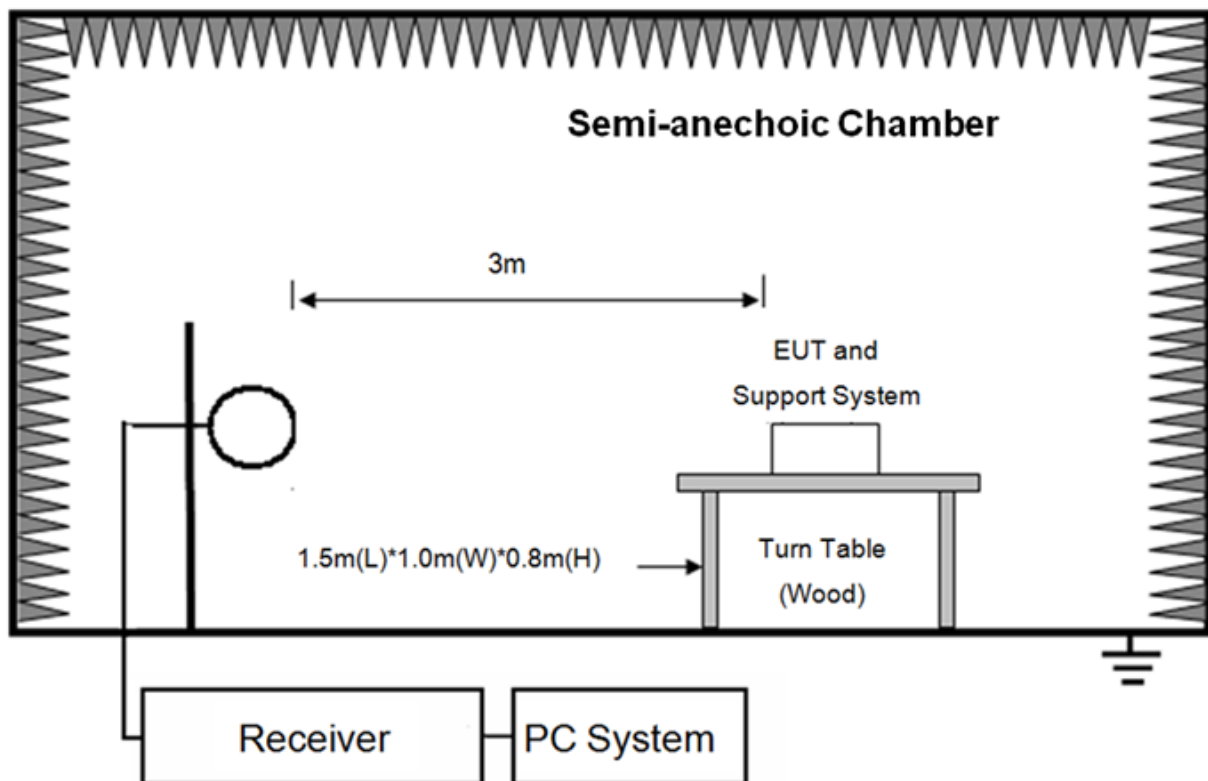 Semi-anechoic Chamber
3m
EUT and
Support System
1.5m(L)*1.0m(W)*0.8m(H)
Turn Table
(Wood)
Receiver
PC System